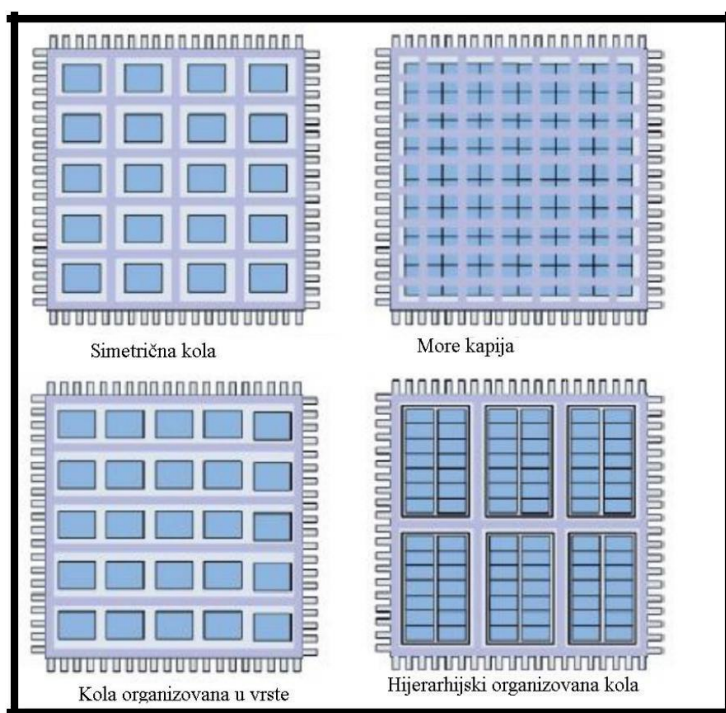 Simetrična kola
More kapija
Kola organizovana u vrste
Hijerarhijski organizovana kola